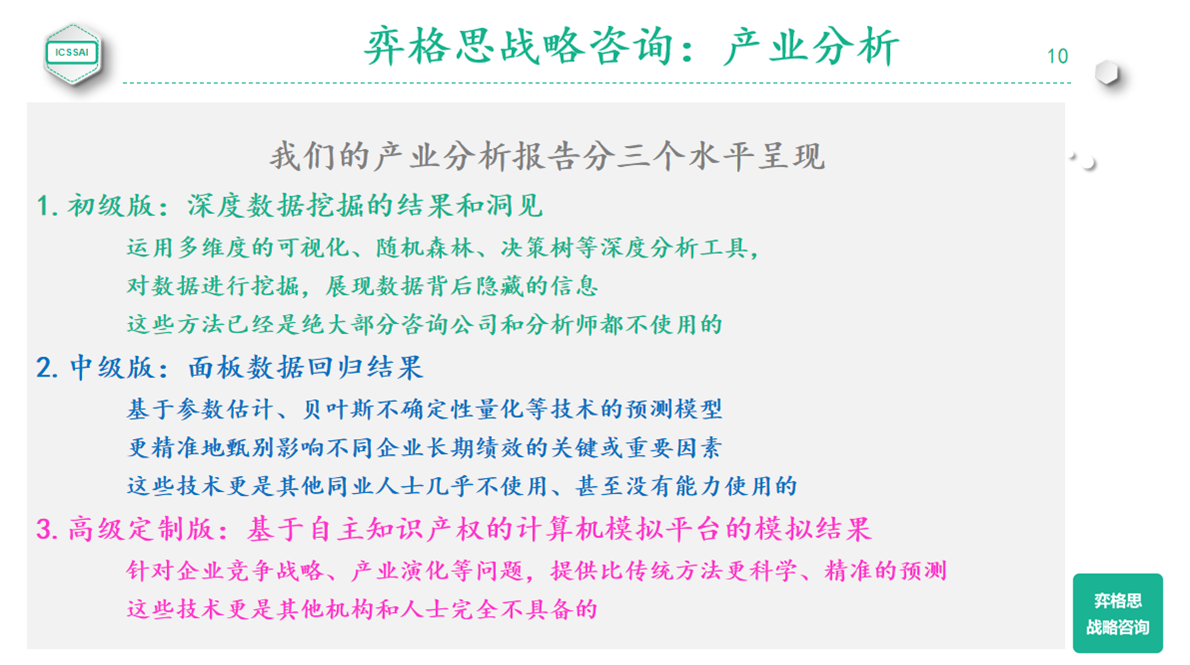 ICSSAI
弈格思战略咨询：产业分析
10
我们的产业分析报告分三个水平呈现
1. 初级版：深度数据挖掘的结果和洞见
运用多维度的可视化、随机森林、决策树等深度分析工具，
对数据进行挖掘，展现数据背后隐藏的信息
这些方法已经是绝大部分咨询公司和分析师都不使用的
2. 中级版：面板数据回归结果
基于参数估计、贝叶斯不确定性量化等技术的预测模型
更精准地甄别影响不同企业长期绩效的关键或重要因素
这些技术更是其他同业人士几乎不使用、甚至没有能力使用的
3. 高级定制版：基于自主知识产权的计算机模拟平台的模拟结果
针对企业竞争战略、产业演化等问题，提供比传统方法更科学、精准的预测
这些技术更是其他机构和人士完全不具备的
弈格思
战略咨询